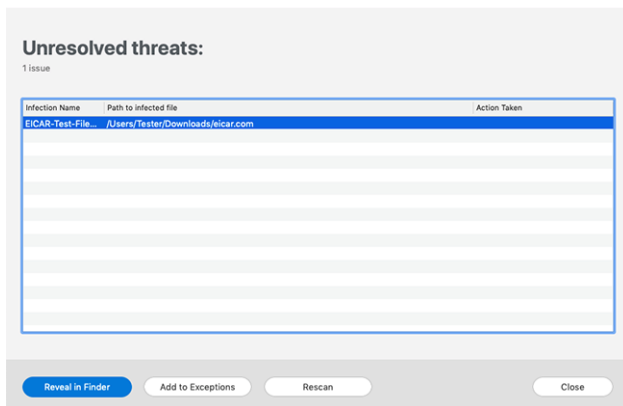 Unresolved threats:
1 issue
Infection Name Path to infected file Action Taken
EICAR-Test-File... /Users/Tester/Downloads/eicar.com
Reveal in Finder Add to Exceptions Rescan Close